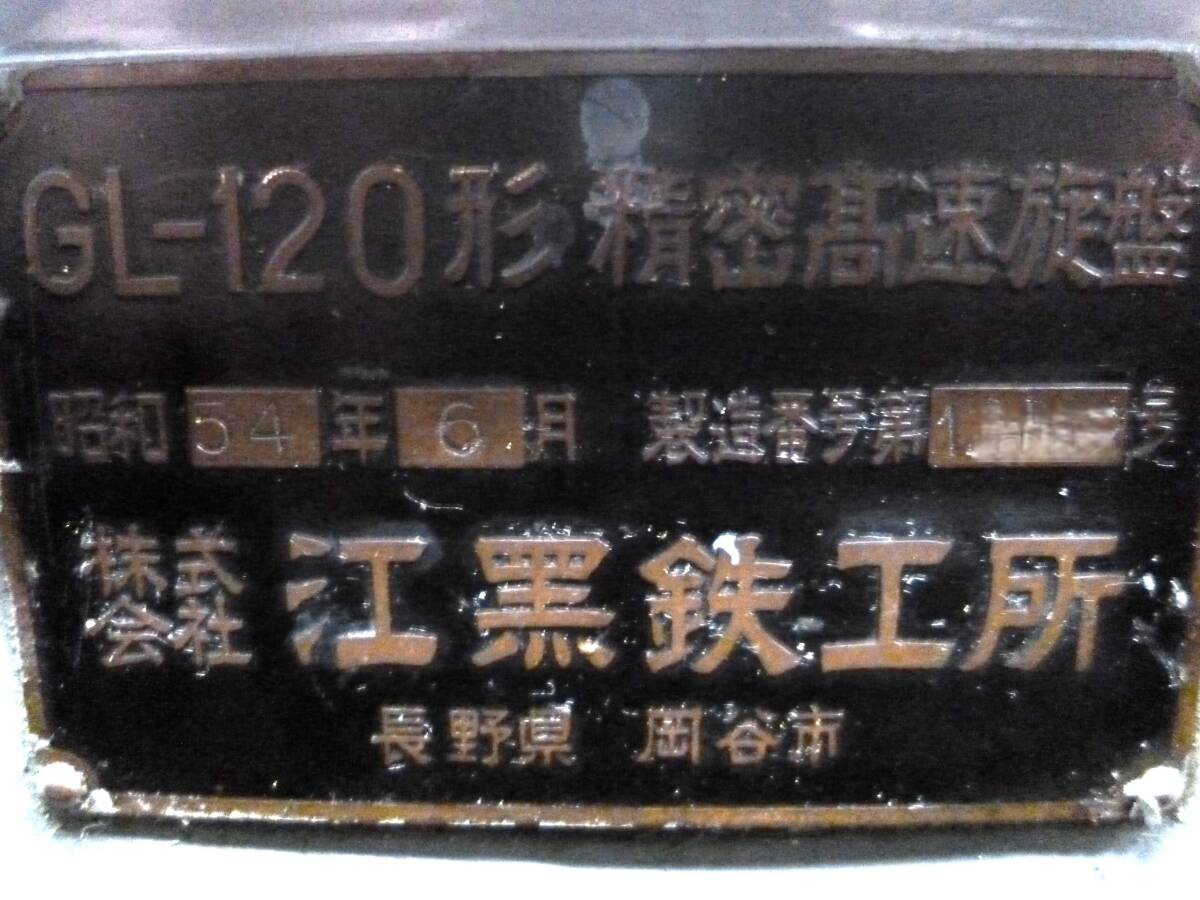 GL-120形 精密高速旋盤
昭和 54 年 6 月 製造番号第 1 号
株式会社 江黒鉄工所
長野県 岡谷市